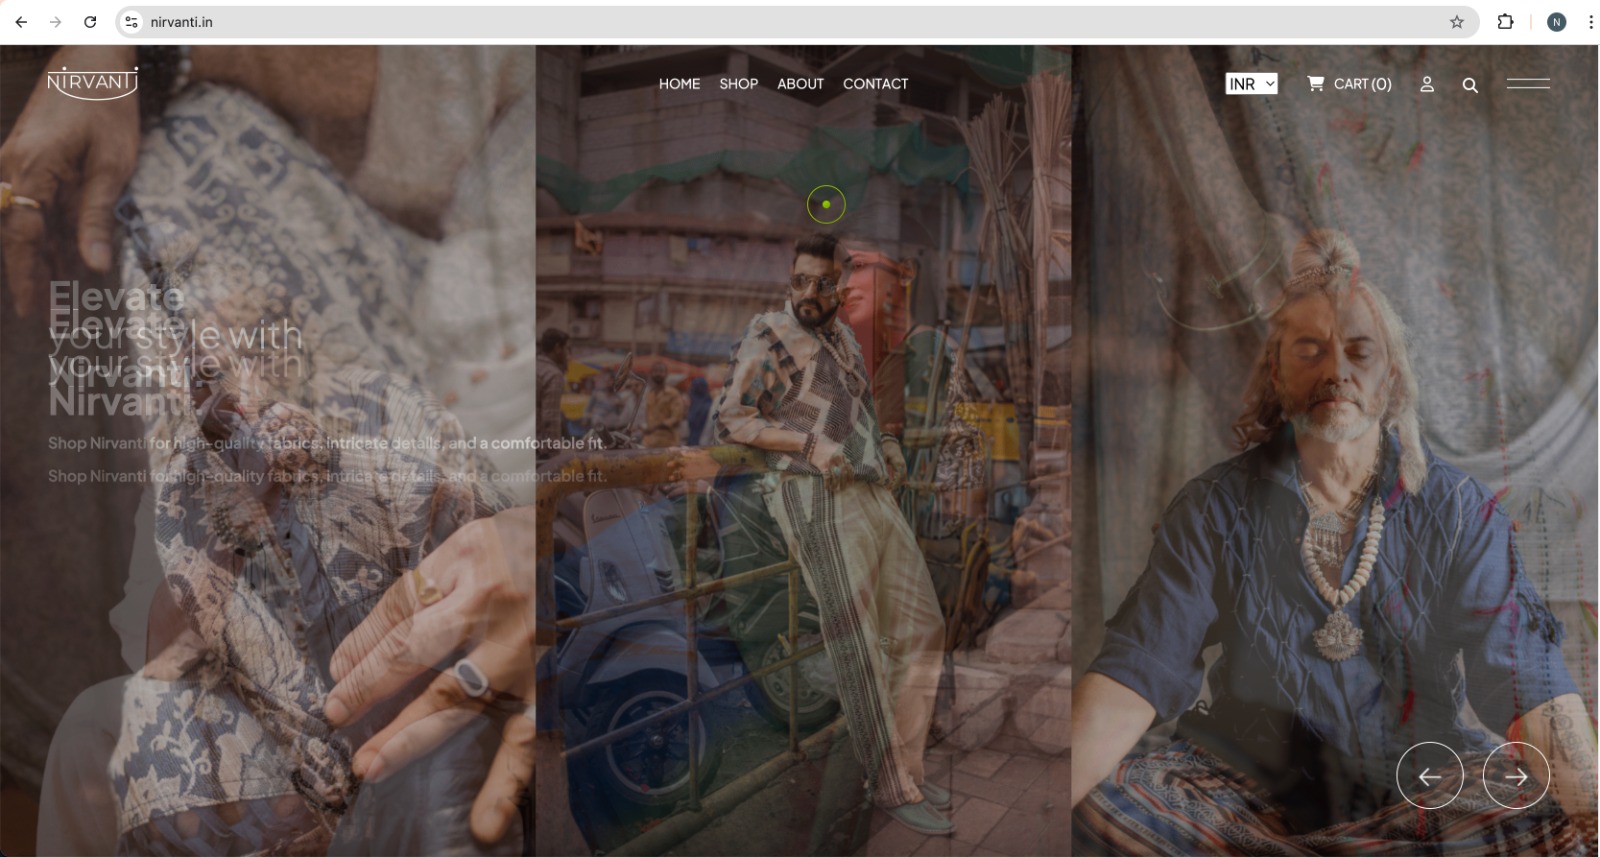 nirvanti.in
N
NIRVANTI
HOME SHOP ABOUT CONTACT
INR
CART (0)
Elevate
Elevate
your style with
your style with
Nirvanti.
Nirvanti.
Shop Nirvanti for high-quality fabrics, intricate details, and a comfortable fit.
Shop Nirvanti for high-quality fabrics, intricate details, and a comfortable fit.